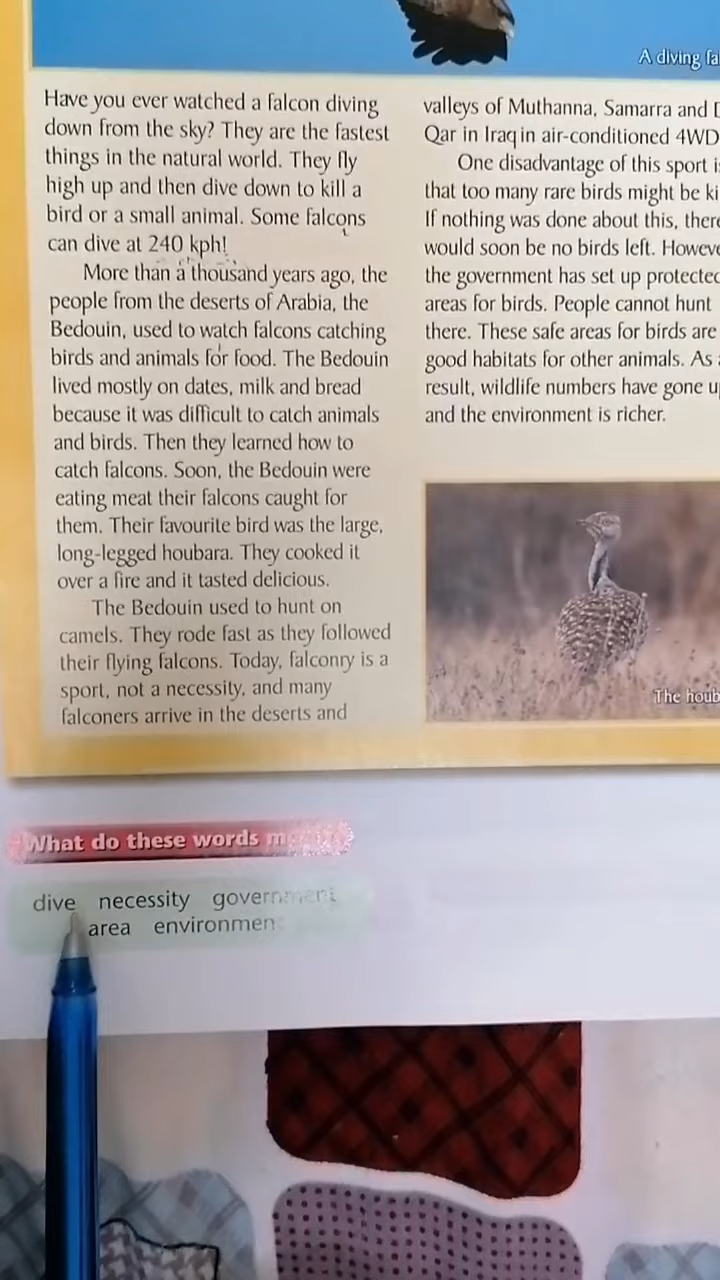 A diving
Have you ever watched a falcon diving
down from the sky? They are the fastest
things in the natural world. They fly
high up and then dive down to kill a
bird or a small animal. Some falcons
can dive at 240 kph!
More than a thousand years ago, the
people from the deserts of Arabia, the
Bedouin, used to watch falcons catching
birds and animals for food. The Bedouin
lived mostly on dates, milk and bread
because it was difficult to catch animals
and birds. Then they learned how to
catch falcons. Soon, the Bedouin were
eating meat their falcons caught for
them. Their favourite bird was the large,
long-legged houbara. They cooked it
over a fire and it tasted delicious.
The Bedouin used to hunt on
camels. They rode fast as they followed
their flying falcons. Today, falconry is a
sport, not a necessity, and many
falconers arrive in the deserts and
valleys of Muthanna, Samarra and
Qar in Iraq in air-conditioned 4WD
One disadvantage of this sport
that too many rare birds might be
If nothing was done about this,
would soon be no birds left.
the government has set up
areas for birds. People cannot hunt
there. These safe areas for birds are
good habitats for other animals. As
result, wildlife numbers have gone
and the environment is richer.
The
What do these words
dive necessity government
area